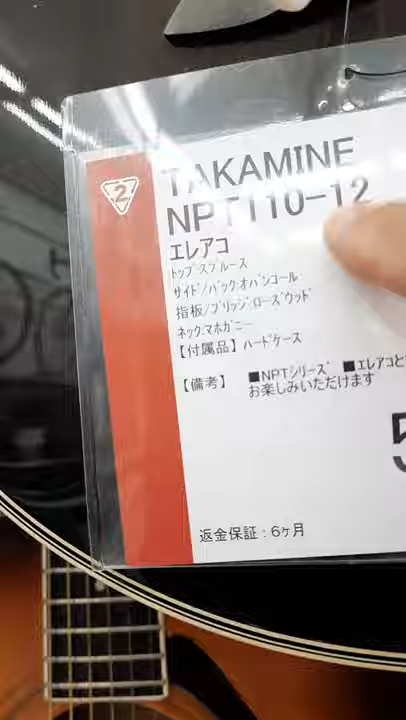 2
TAKAMINE
NPT110-12
エレアコ
トップ:スプルース
サイド/バック:オバンコール
指板/ブリッジ:ローズウッド
ネック:マホガニー
【付属品】ハードケース
【備考】 ■NPTシリーズ ■エレアコと
お楽しみいただけます
5
返金保証:6ヶ月